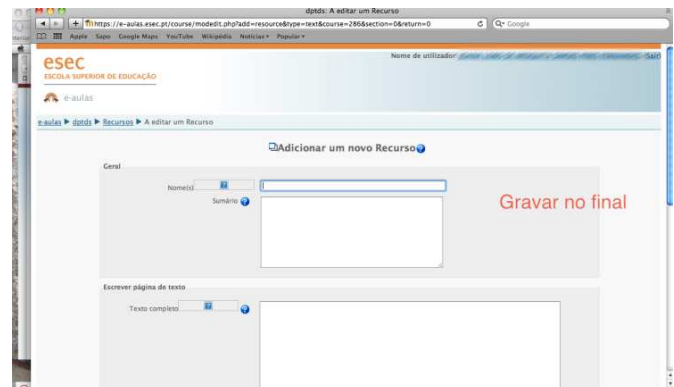 dptds: A editar um Recurso
https://e-aulas.esec.pt/course/modedit.php?add=resource&type=text&course=286&section=0&return=0
Google
Apple Sapo Google Maps YouTube Wikipédia Notícias Popular
esec
ESCOLA SUPERIOR DE EDUCAÇÃO
Nome de utilizador:
Sair)
e-aulas
e-aulas ► dptds ► Recursos ► A editar um Recurso
Adicionar um novo Recurso
Geral
Nome(s)
Sumário
Gravar no final
Escrever página de texto
Texto completo